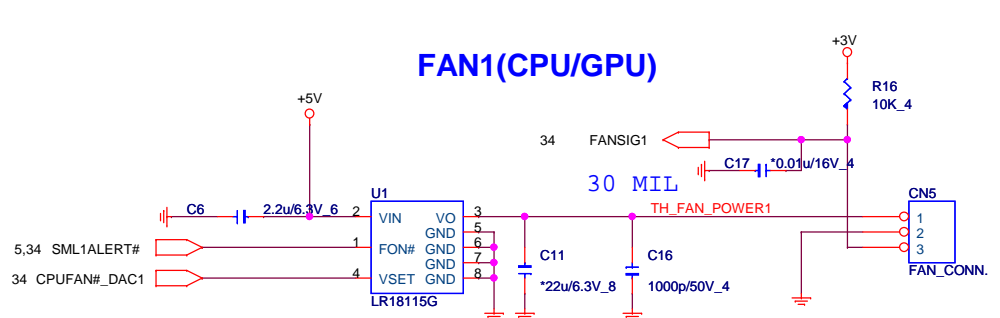 FAN1(CPU/GPU)
+3V
R16
10K_4
+5V
34 FANSIG1
C17 *0.01u/16V_4
30 MIL
CN5
U1
C6 2.2u/6.3V_6
2 VIN VO 3
TH_FAN_POWER1
1
GND 5
2
5,34 SML1ALERT# 1 FON# GND 6
3
GND 7
C11
C16
FAN_CONN.
34 CPUFAN#_DAC1 4 VSET GND 8
*22u/6.3V_8
1000p/50V_4
LR18115G